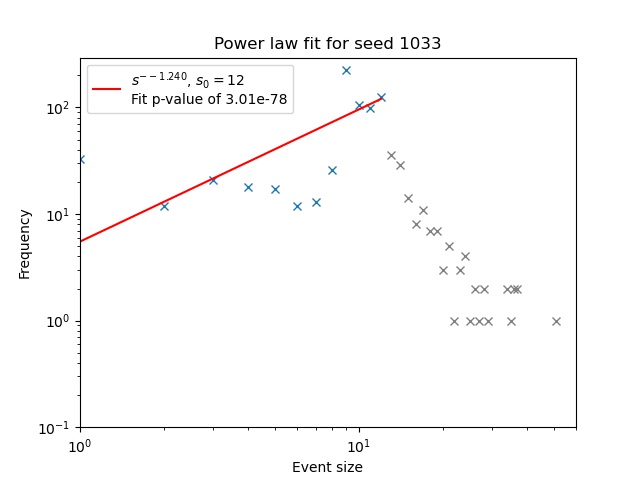 Power law fit for seed 1033
s^{--1.240}, s_0 = 12
Fit p-value of 3.01e-78
Frequency
10^2
10^1
10^0
10^{-1}
10^0
10^1
Event size